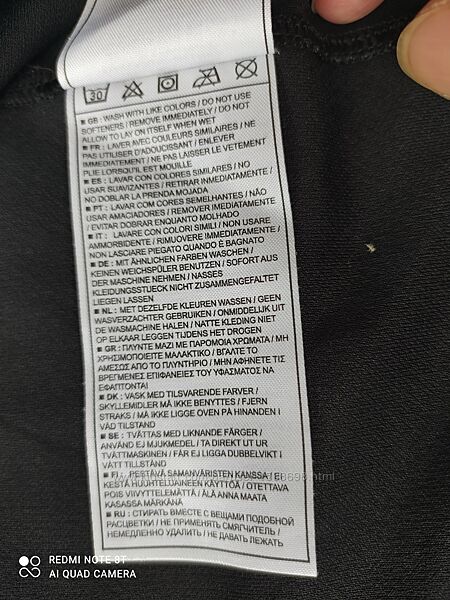 30
GB : WASH WITH LIKE COLORS / DO NOT USE
SOFTENERS / REMOVE IMMEDIATELY / DO NOT
ALLOW TO LAY ON ITSELF WHEN WET
FR : LAVER AVEC COULEURS SIMILAIRES / NE
PAS UTILISER D'ADOUCISSANT / ENLEVER
IMMEDIATEMENT / NE PAS LAISSER LE VETEMENT
PLIE LORSQU'IL EST MOUILLE
ES : LAVAR CON COLORES SIMILARES / NO
USAR SUAVIZANTES / RETIRAR INMEDIATAMENTE /
NO DOBLAR LA PRENDA MOJADA
PT : LAVAR COM CORES SEMELHANTES / NÃO
USAR AMACIADORES / REMOVER IMEDIATAMENTE
/ EVITAR DOBRAR ENQUANTO MOLHADO
IT : LAVARE CON COLORI SIMILI / NON USARE
AMMORBIDENTE / RIMUOVERE IMMEDIATAMENTE /
NON LASCIARE PIEGATO QUANDO È BAGNATO
DE : MIT ÄHNLICHEN FARBEN WASCHEN /
KEINEN WEICHSPÜLER BENUTZEN / SOFORT AUS
DER MASCHINE NEHMEN / NASSES
KLEIDUNGSSTUECK NICHT ZUSAMMENGEFALTET
LIEGEN LASSEN
NL : MET DEZELFDE KLEUREN WASSEN / GEEN
WASVERZACHTER GEBRUIKEN / ONMIDDELIJK UIT
DE WASMACHINE HALEN / NATTE KLEDING NIET
OP ELKAAR LEGGEN TIJDENS HET DROGEN
GR : ΠΛΥΝΤΕ ΜΑΖΙ ΜΕ ΠΑΡΟΜΟΙΑ ΧΡΩΜΑΤΑ / ΜΗ
ΧΡΗΣΙΜΟΠΟΙΕΙΤΕ ΜΑΛΑΚΤΙΚΟ / ΒΓΑΛΤΕ ΤΟ
ΑΜΕΣΩΣ ΑΠΟ ΤΟ ΠΛΥΝΤΗΡΙΟ / ΜΗΝ ΑΦΗΝΕΤΕ ΤΙΣ
ΒΡΕΓΜΕΝΕΣ ΕΠΙΦΑΝΕΙΕΣ ΤΟΥ ΥΦΑΣΜΑΤΟΣ ΝΑ
ΕΦΑΠΤΟΝΤΑΙ
DK : VASK MED TILSVARENDE FARVER /
SKYLLEMIDLER MÅ IKKE BENYTTES / FJERN
STRAKS / MÅ IKKE LIGGE OVEN PÅ HINANDEN I
VÅD TILSTAND
SE : TVÄTTAS MED LIKNANDE FÄRGER /
ANVÄND EJ MJUKMEDEL / TA DIREKT UT UR
TVÄTTMASKINEN / FÅR EJ LIGGA DUBBELVIKT I
VÅTT TILLSTÅND
FI : PESTÄVÄ SAMANVÄRISTEN KANSSA / EI
KESTÄ HUUHTELUAINEEN KÄYTTÖÄ / OTETTAVA
POIS VIIVYTTELEMÄTTÄ / ÄLÄ ANNA MAATA
KASASSA MÄRKÄNÄ
RU : СТИРАТЬ ВМЕСТЕ С ВЕЩАМИ ПОДОБНОЙ
РАСЦВЕТКИ / НЕ ПРИМЕНЯТЬ СМЯГЧИТЕЛЬ /
НЕМЕДЛЕННО УДАЛИТЬ / НЕ ДАВАТЬ ЛЕЖАТЬ
REDMI NOTE 8T
AI QUAD CAMERA